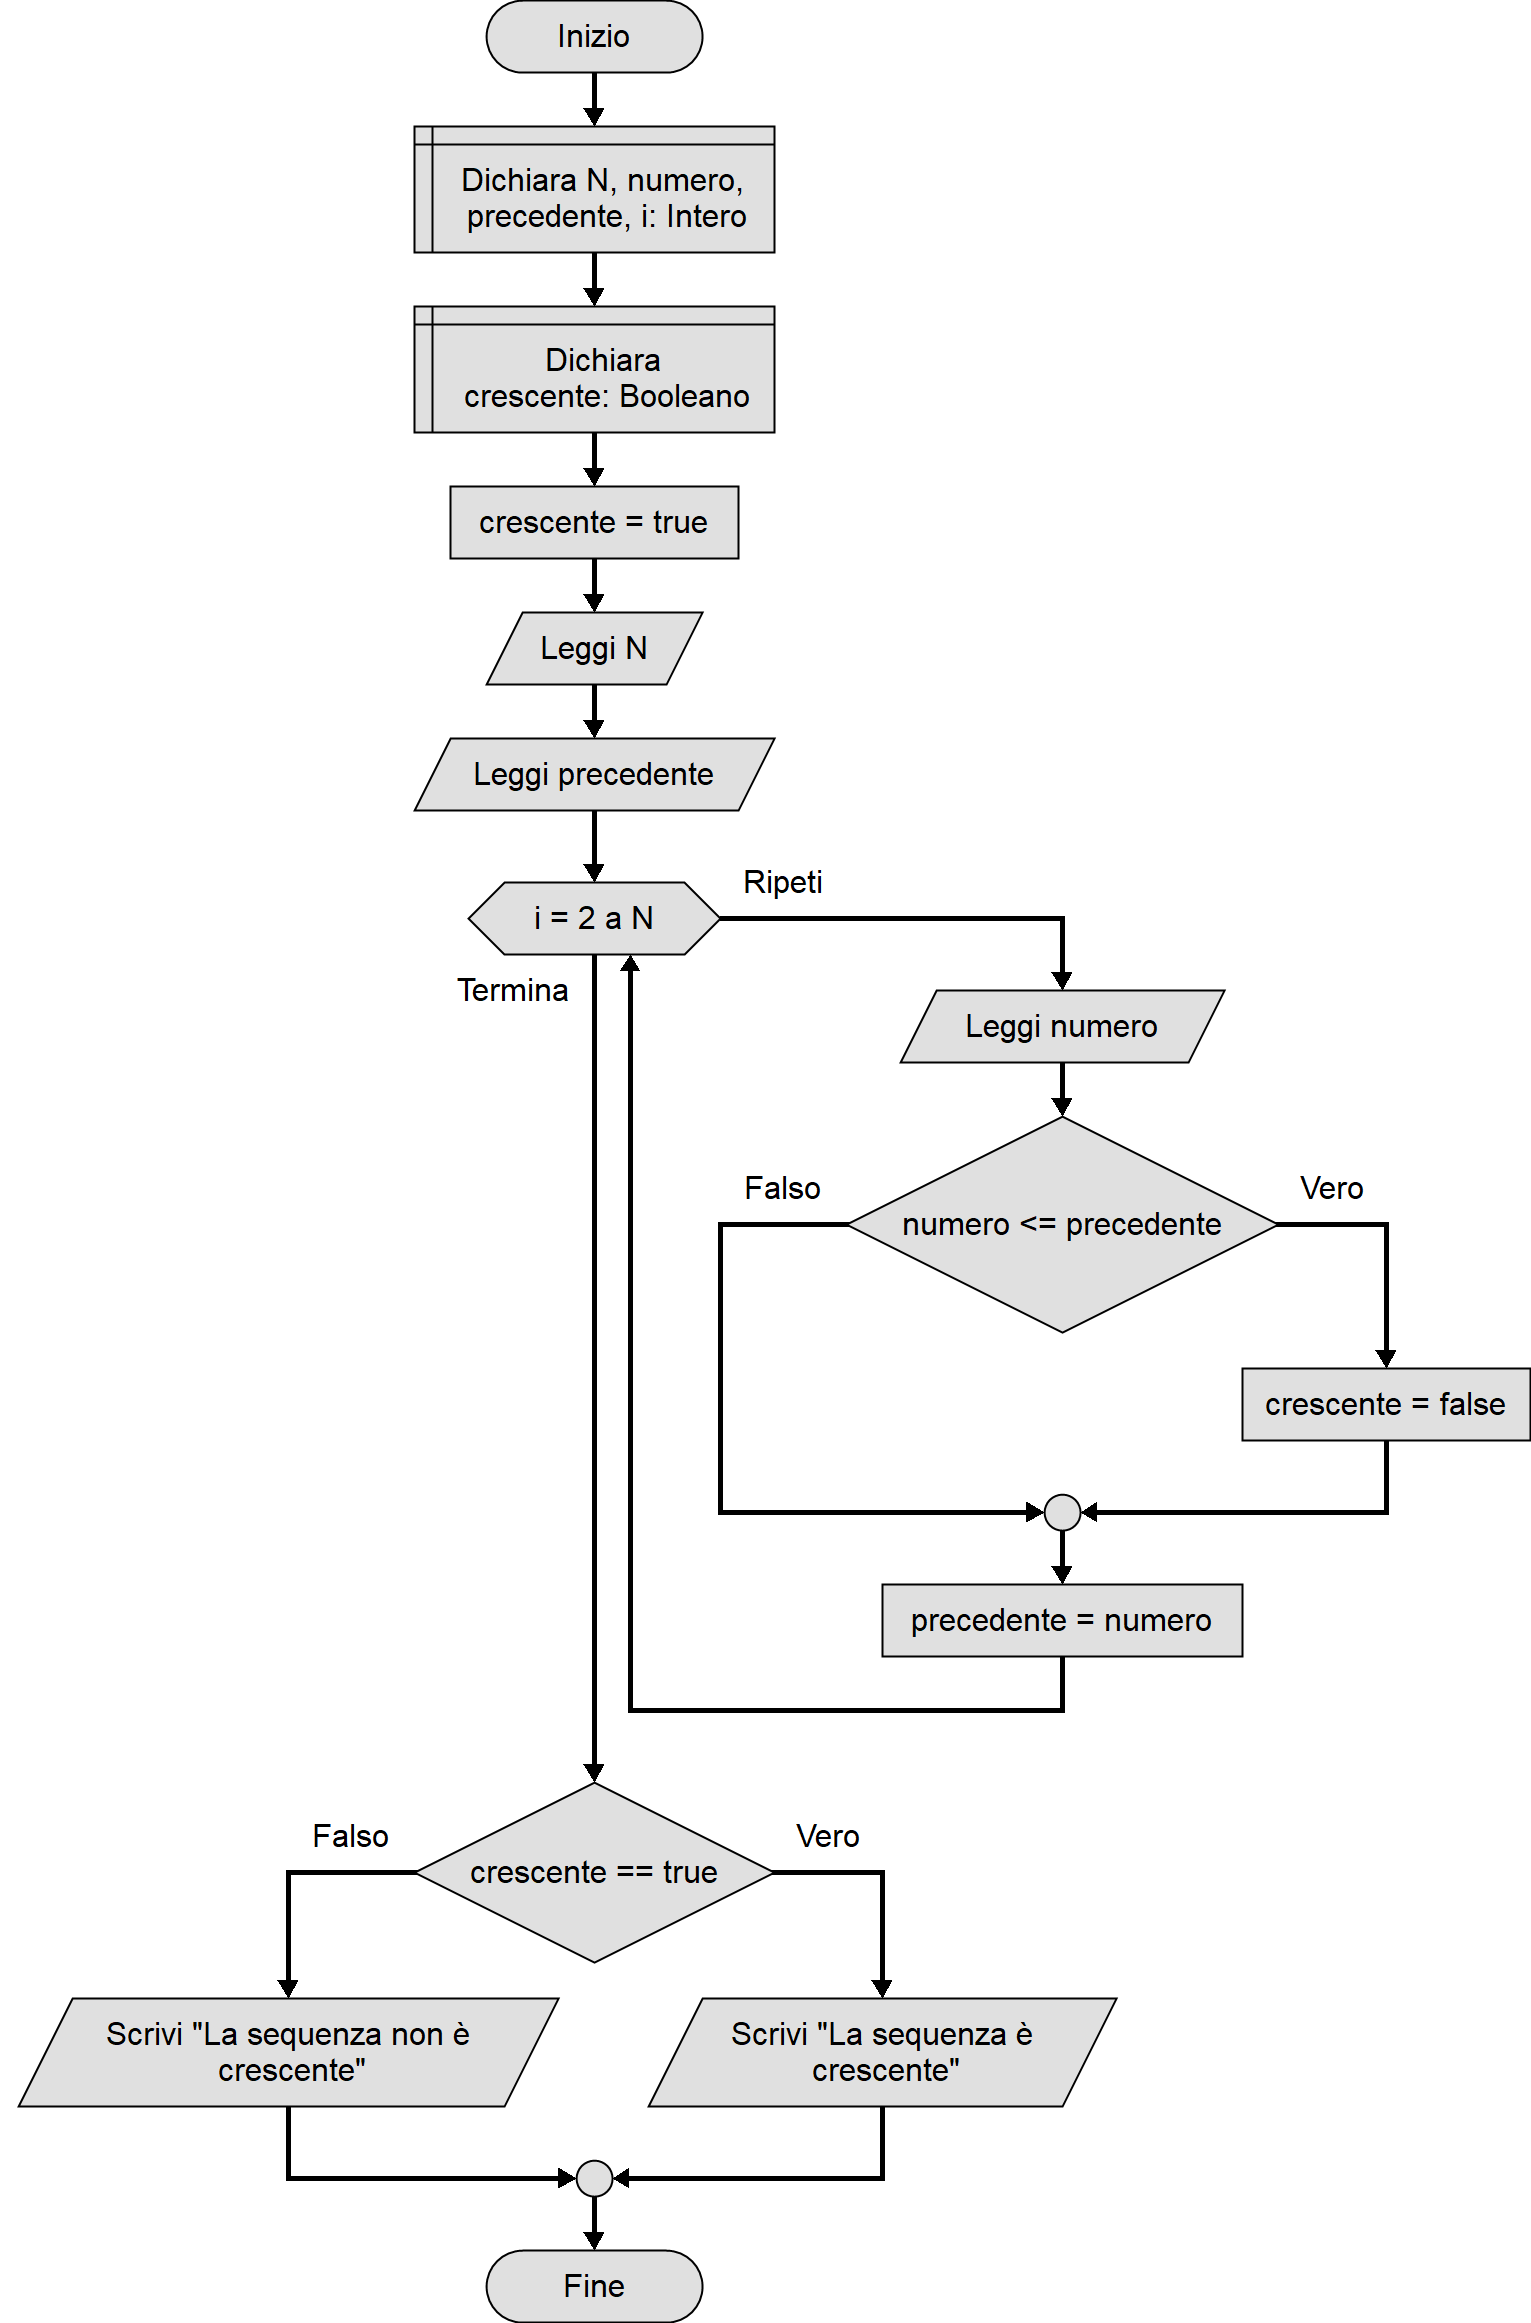 Inizio
Dichiara N, numero,
precedente, i: Intero
Dichiara
crescente: Booleano
crescente = true
Leggi N
Leggi precedente
i = 2 a N
Ripeti
Termina
Leggi numero
numero <= precedente
Falso
Vero
crescente = false
precedente = numero
crescente == true
Falso
Vero
Scrivi "La sequenza non è
crescente"
Scrivi "La sequenza è
crescente"
Fine